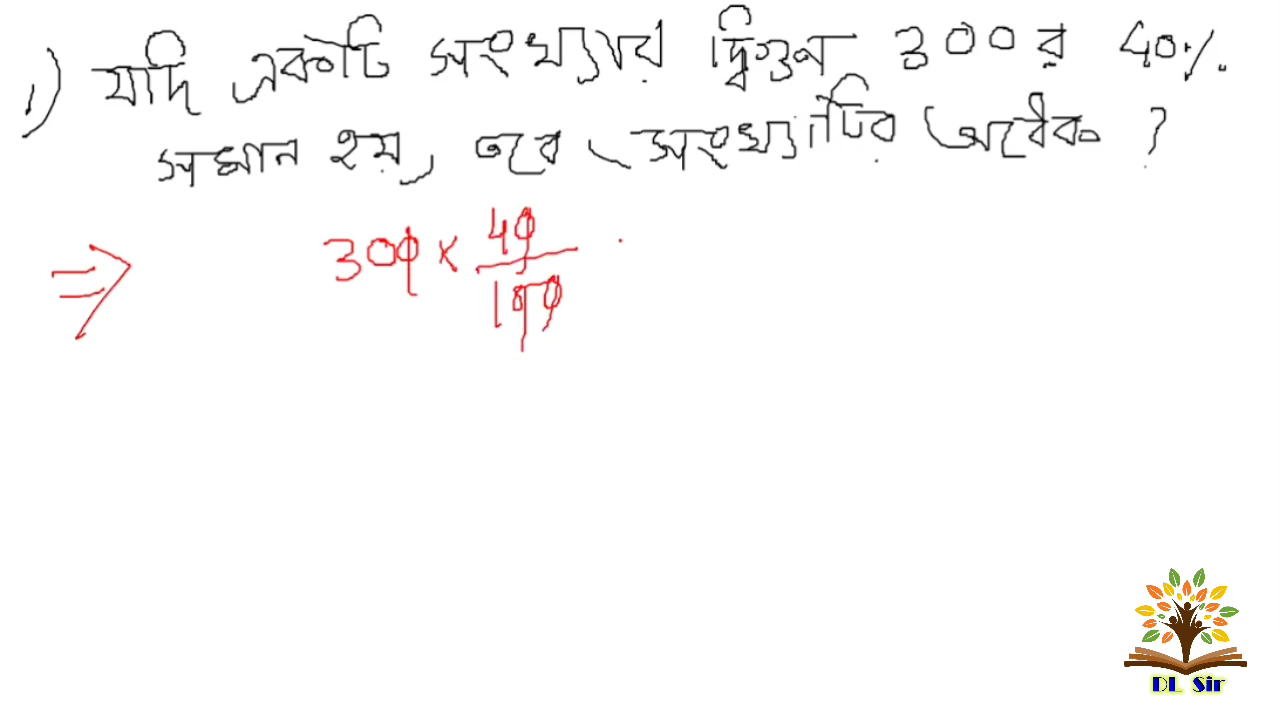 1) যদি একটি সংখ্যার দ্বিগুন 300র 40%.
সমান হয়, তবে সংখ্যাটির অর্ধেক ?
⇒ 300 × 40/100
DL Sir